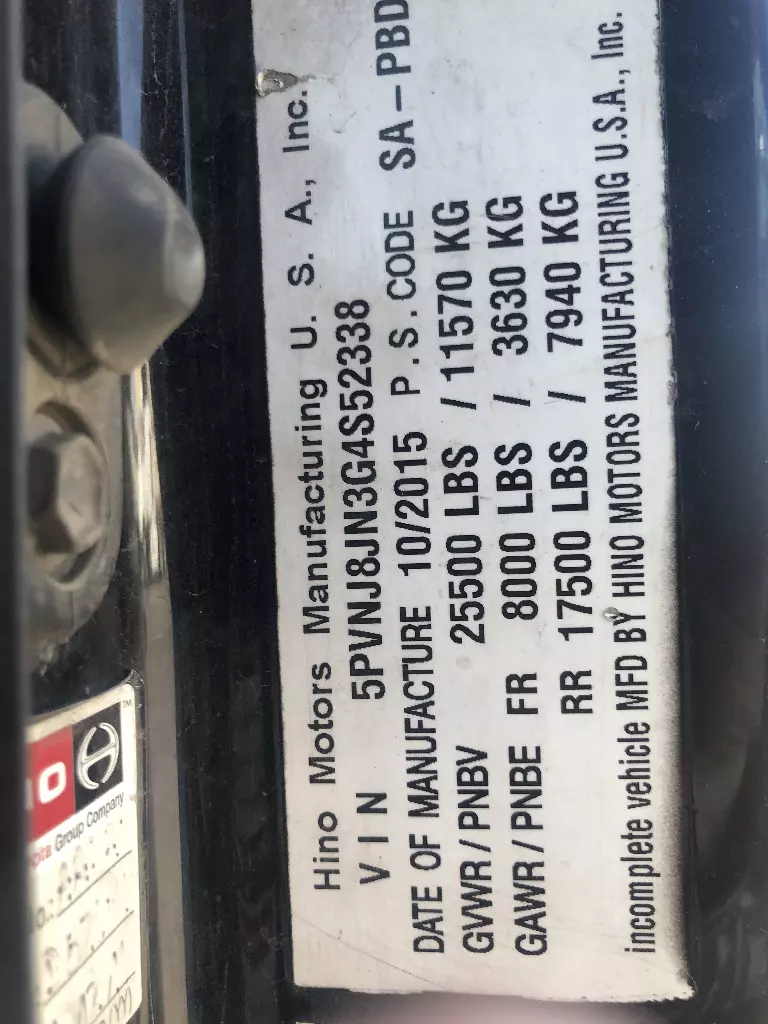 Hino Motors Manufacturing U. S. A., Inc.
VIN 5PVNJ8JN3G4S52338
DATE OF MANUFACTURE 10/2015 P.S.CODE SA-PBD
GVWR/PNBV 25500 LBS / 11570 KG
GAWR/PNBE FR 8000 LBS / 3630 KG
RR 17500 LBS / 7940 KG
incomplete vehicle MFD BY HINO MOTORS MANUFACTURING U.S.A., Inc.
Group Company